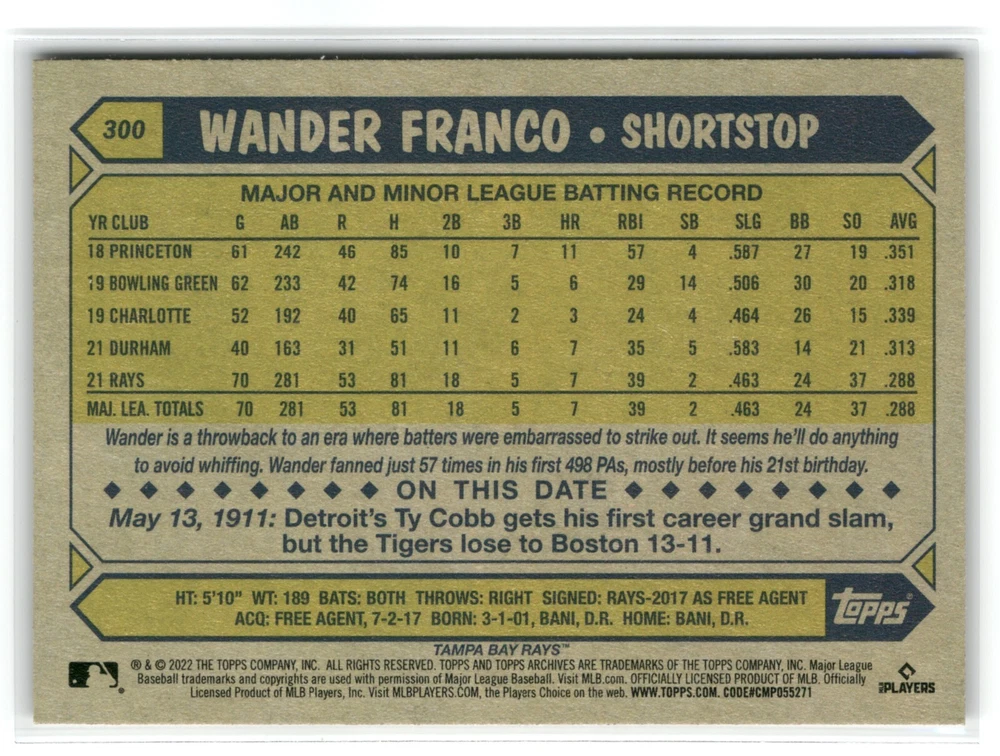 300 WANDER FRANCO • SHORTSTOP
MAJOR AND MINOR LEAGUE BATTING RECORD
YR CLUB G AB R H 2B 3B HR RBI SB SLG BB SO AVG
18 PRINCETON 61 242 46 85 10 7 11 57 4 .587 27 19 .351
19 BOWLING GREEN 62 233 42 74 16 5 6 29 14 .506 30 20 .318
19 CHARLOTTE 52 192 40 65 11 2 3 24 4 .464 26 15 .339
21 DURHAM 40 163 31 51 11 6 7 35 5 .583 14 21 .313
21 RAYS 70 281 53 81 18 5 7 39 2 .463 24 37 .288
MAJ. LEA. TOTALS 70 281 53 81 18 5 7 39 2 .463 24 37 .288
Wander is a throwback to an era where batters were embarrassed to strike out. It seems he'll do anything
to avoid whiffing. Wander fanned just 57 times in his first 498 PAs, mostly before his 21st birthday.
◆ ◆ ◆ ◆ ◆ ◆ ◆ ◆ ON THIS DATE ◆ ◆ ◆ ◆ ◆ ◆ ◆ ◆
May 13, 1911: Detroit's Ty Cobb gets his first career grand slam,
but the Tigers lose to Boston 13-11.
HT: 5'10" WT: 189 BATS: BOTH THROWS: RIGHT SIGNED: RAYS-2017 AS FREE AGENT
ACQ: FREE AGENT, 7-2-17 BORN: 3-1-01, BANI, D.R. HOME: BANI, D.R.
Topps®
TAMPA BAY RAYS™
® & © 2022 THE TOPPS COMPANY, INC. ALL RIGHTS RESERVED. TOPPS AND TOPPS ARCHIVES ARE TRADEMARKS OF THE TOPPS COMPANY, INC. Major League
Baseball trademarks and copyrights are used with permission of Major League Baseball. Visit MLB.com. OFFICIALLY LICENSED PRODUCT OF MLB. Officially
Licensed Product of MLB Players, Inc. Visit MLBPLAYERS.COM, the Players Choice on the web. WWW.TOPPS.COM. CODE#CMP055271
MLB PLAYERS